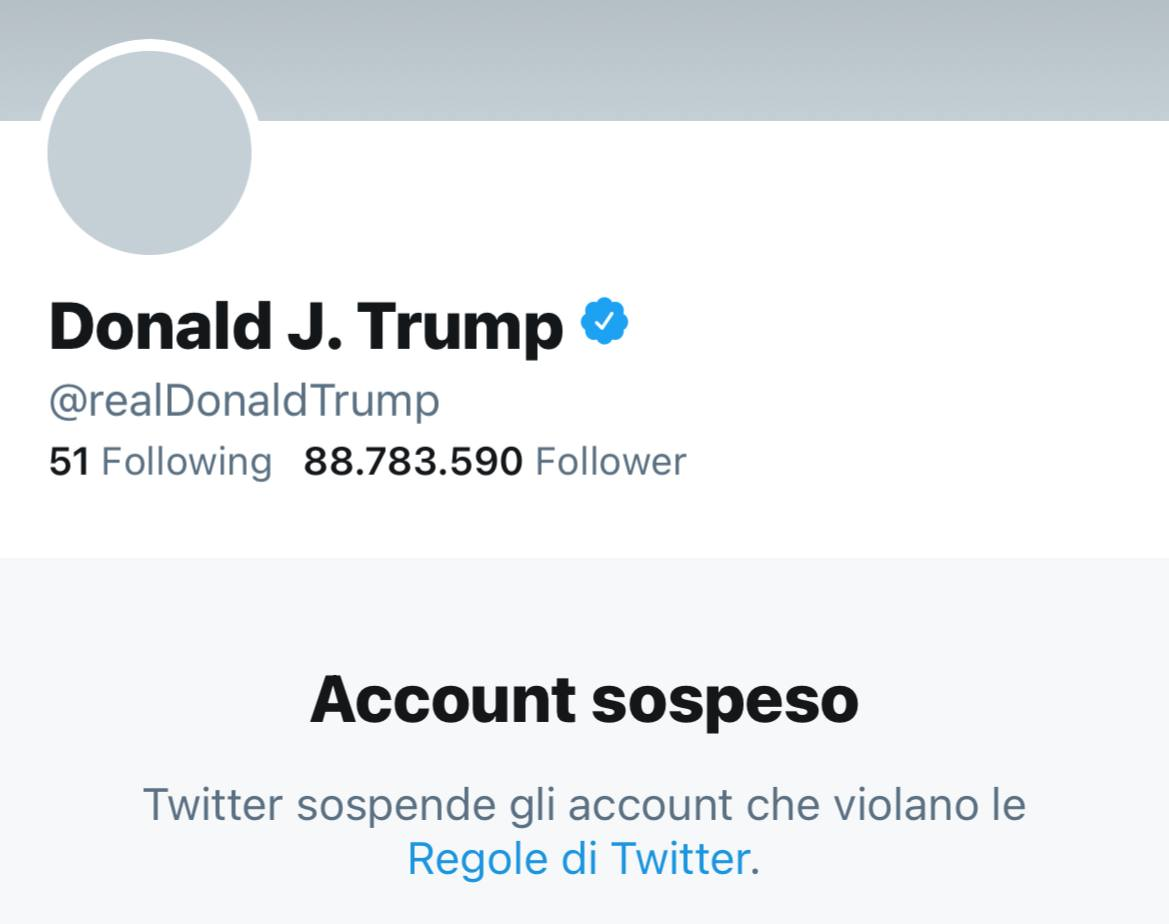 Donald J. Trump
@realDonaldTrump
51 Following 88.783.590 Follower
Account sospeso
Twitter sospende gli account che violano le
Regole di Twitter.